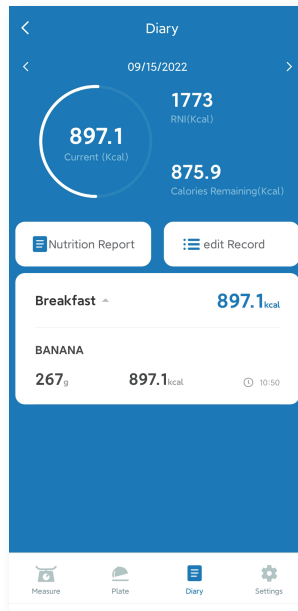 Diary
09/15/2022
1773
RNI(Kcal)
897.1
Current (Kcal)
875.9
Calories Remaining(Kcal)
Nutrition Report
edit Record
Breakfast 897.1kcal
BANANA
267g 897.1kcal 10:50
Measure Plate Diary Settings